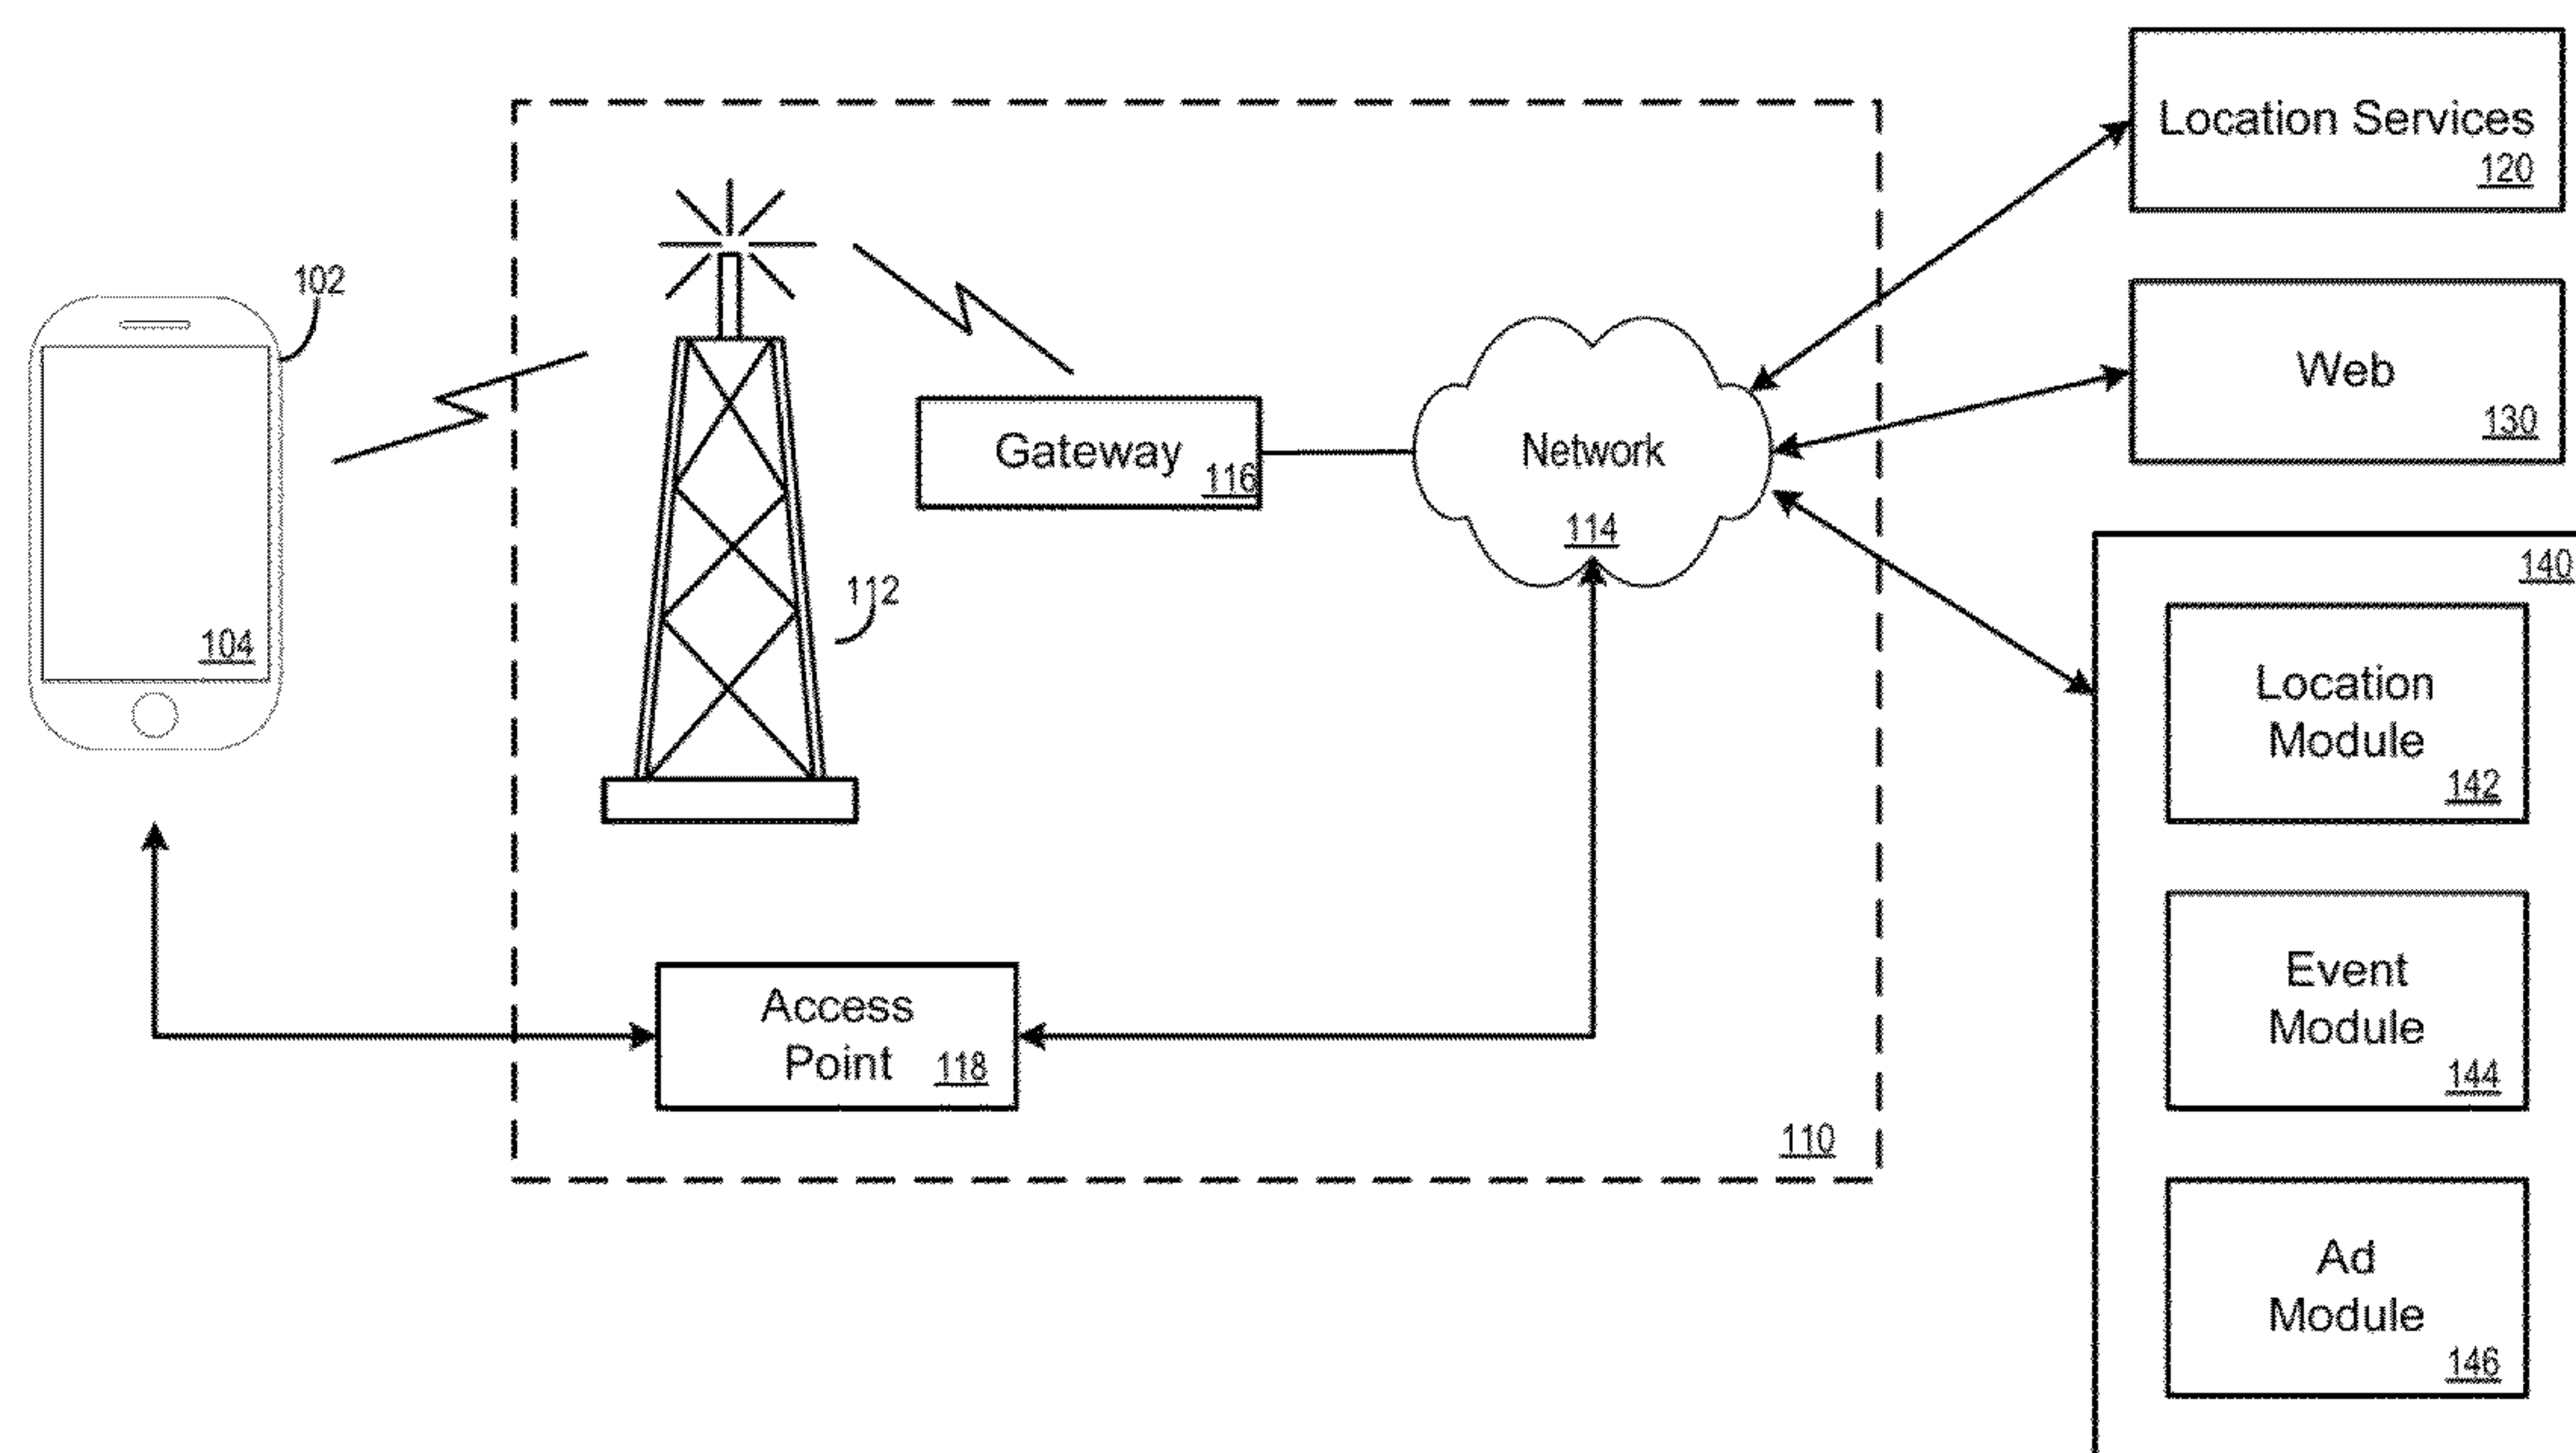 102
104
112
Gateway
116
Network
114
Access
Point 118
110
Location Services
120
Web
130
140
Location
Module
142
Event
Module
144
Ad
Module
146